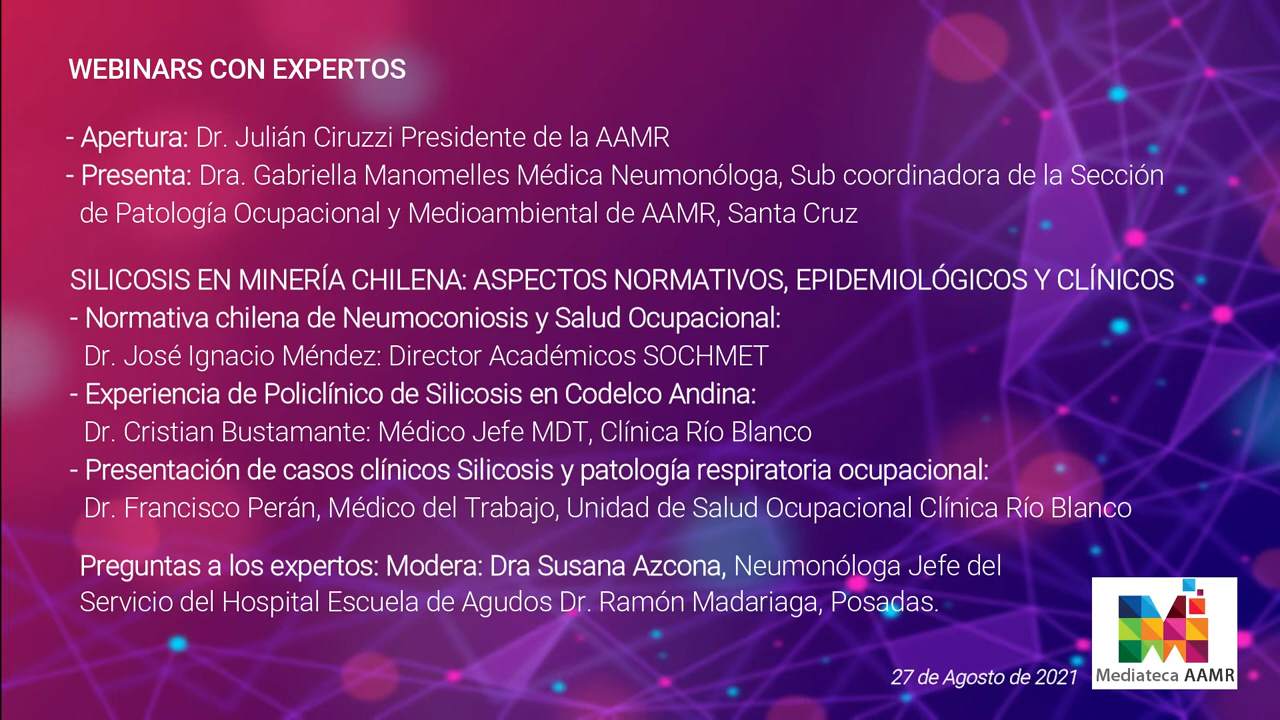 WEBINARS CON EXPERTOS
- Apertura: Dr. Julián Ciruzzi Presidente de la AAMR
- Presenta: Dra. Gabriella Manomelles Médica Neumonóloga, Sub coordinadora de la Sección
de Patología Ocupacional y Medioambiental de AAMR, Santa Cruz
SILICOSIS EN MINERÍA CHILENA: ASPECTOS NORMATIVOS, EPIDEMIOLÓGICOS Y CLÍNICOS
- Normativa chilena de Neumoconiosis y Salud Ocupacional:
Dr. José Ignacio Méndez: Director Académicos SOCHMET
- Experiencia de Policlínico de Silicosis en Codelco Andina:
Dr. Cristian Bustamante: Médico Jefe MDT, Clínica Río Blanco
- Presentación de casos clínicos Silicosis y patología respiratoria ocupacional:
Dr. Francisco Perán, Médico del Trabajo, Unidad de Salud Ocupacional Clínica Río Blanco
Preguntas a los expertos: Modera: Dra Susana Azcona, Neumonóloga Jefe del
Servicio del Hospital Escuela de Agudos Dr. Ramón Madariaga, Posadas.
27 de Agosto de 2021
Mediateca AAMR